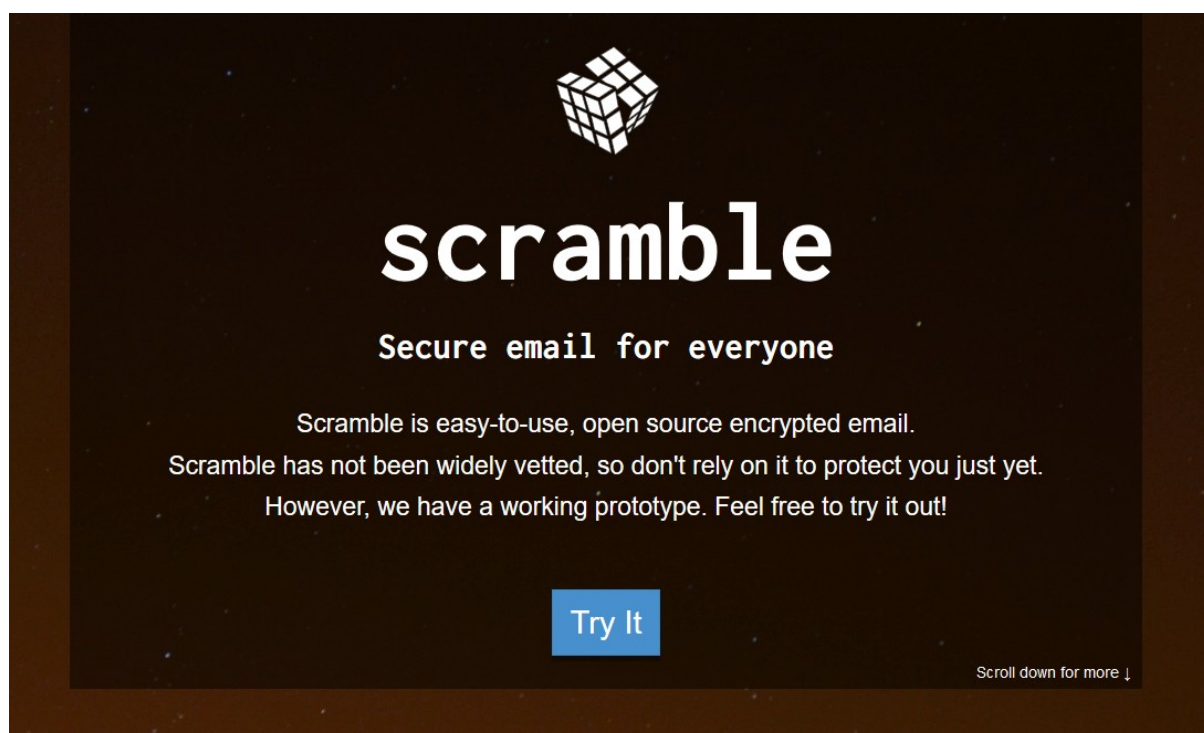 scramble
Secure email for everyone
Scramble is easy-to-use, open source encrypted email.
Scramble has not been widely vetted, so don't rely on it to protect you just yet.
However, we have a working prototype. Feel free to try it out!
Try It
Scroll down for more ↓